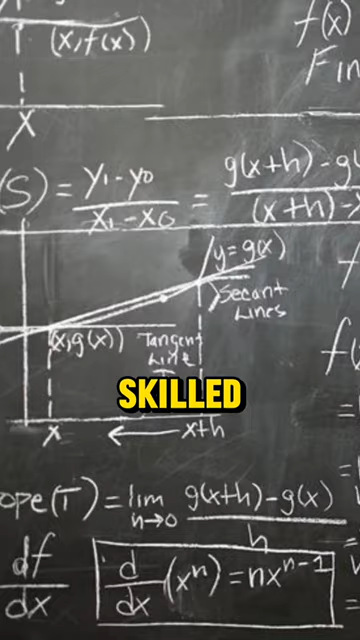 (x,f(x))
f(x)
Fin
X
(S) = y₁-y₀ / x₁-x₀ = g(x+h)-g( / (x+h)-
y=g(x)
Secant
Lines
(x,g(x))
Tangent
Line
f(
SKILLED
x ← x+h
ope(T) = lim h→0 g(x+h)-g(x) / h
df/dx
d/dx (xⁿ) = nxⁿ⁻¹